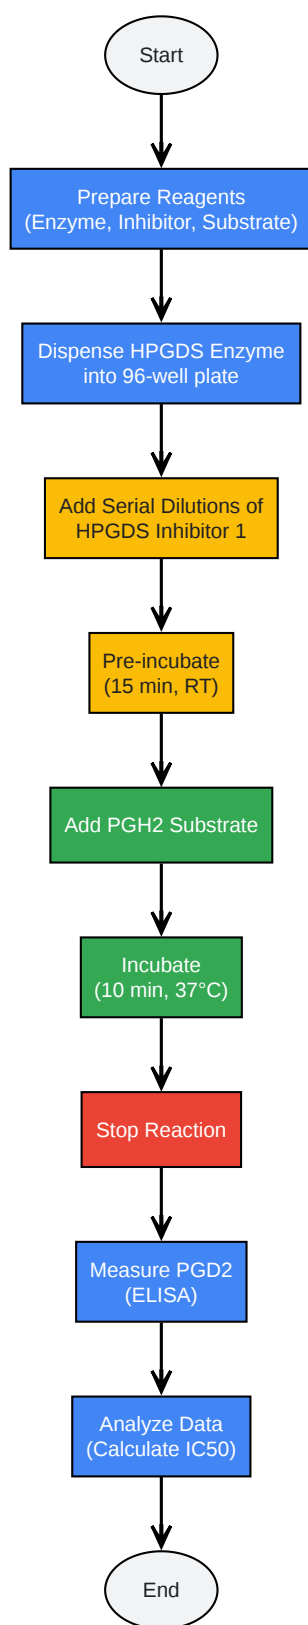 Start
Prepare Reagents
(Enzyme, Inhibitor, Substrate)
Dispense HPGDS Enzyme
into 96-well plate
Add Serial Dilutions of
HPGDS Inhibitor 1
Pre-incubate
(15 min, RT)
Add PGH2 Substrate
Incubate
(10 min, 37°C)
Stop Reaction
Measure PGD2
(ELISA)
Analyze Data
(Calculate IC50)
End